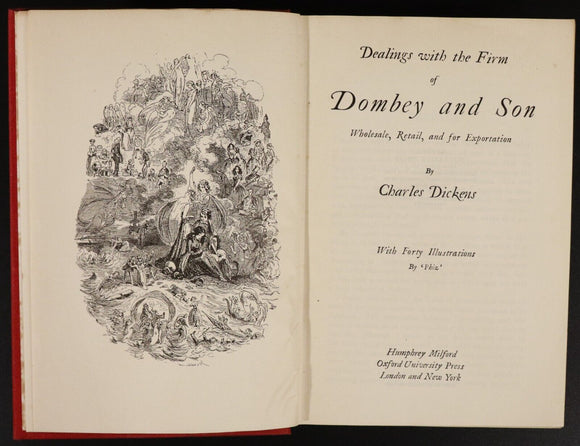 Dealings with the Firm
of
Dombey and Son
Wholesale, Retail, and for Exportation
By
Charles Dickens
With Forty Illustrations
By 'Phiz'
Humphrey Milford
Oxford University Press
London and New York